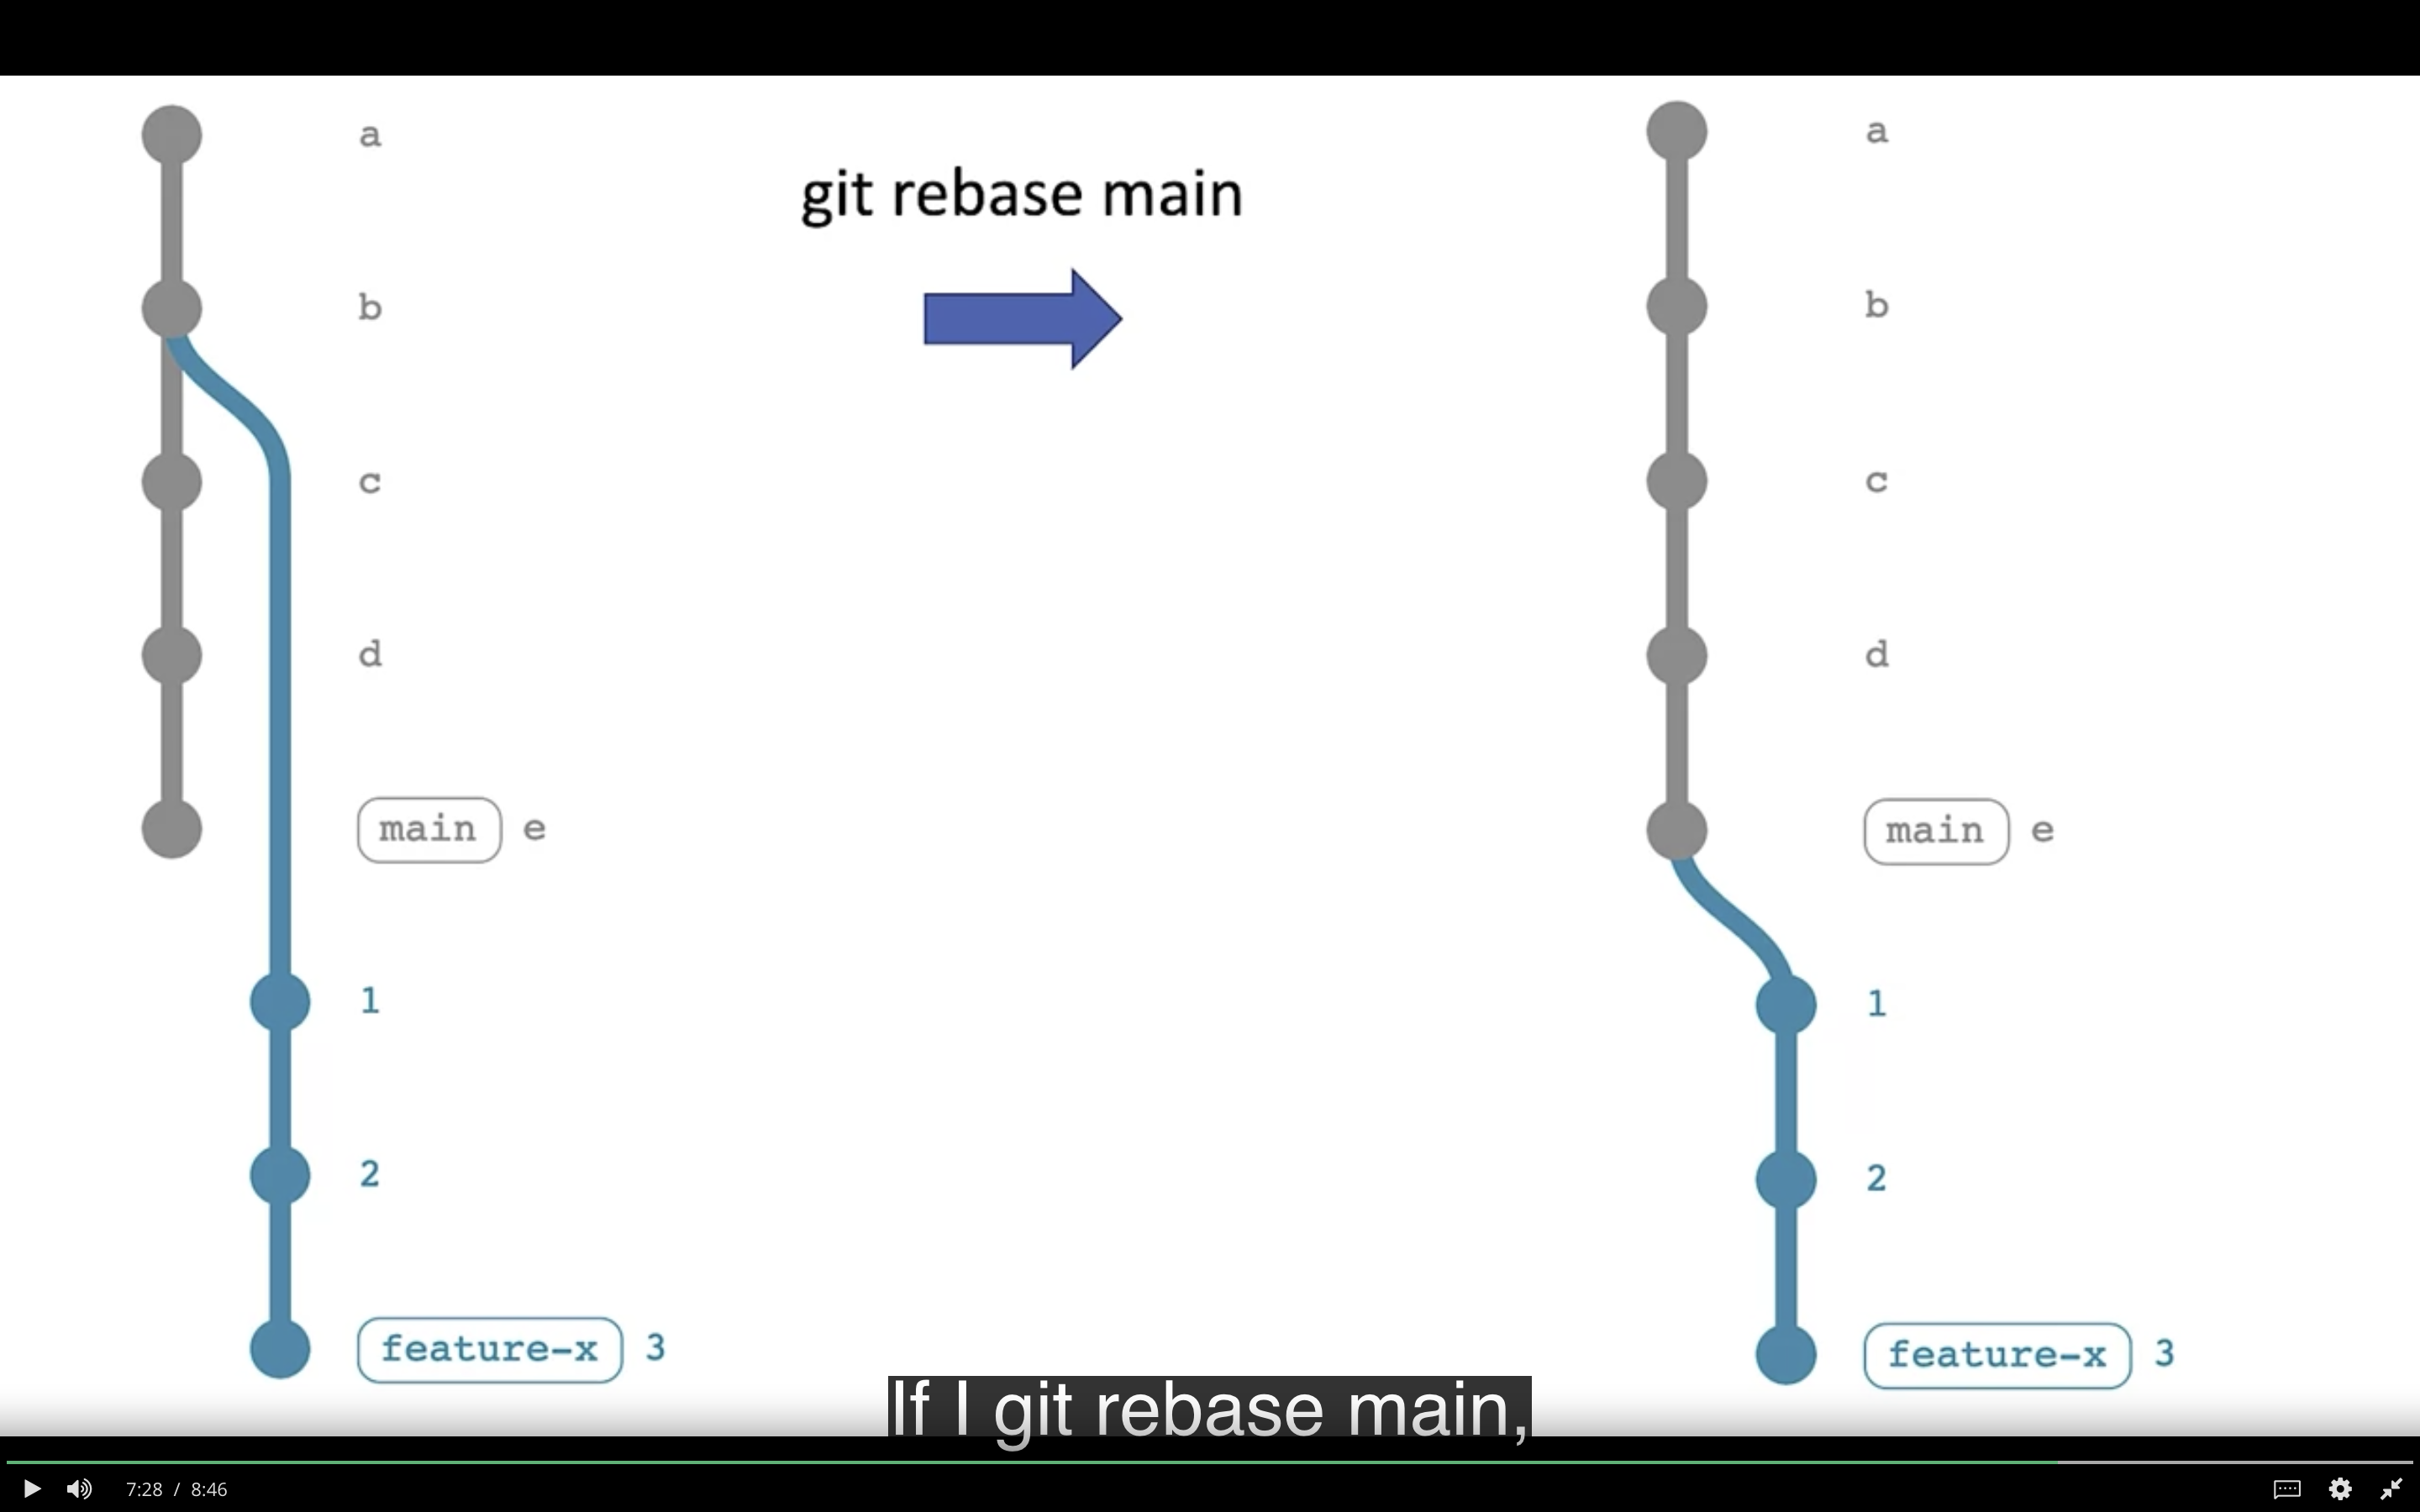 a
b
c
d
main e
1
2
feature-x 3
git rebase main
a
b
c
d
main e
1
2
feature-x 3
If I git rebase main,
7:28 / 8:46